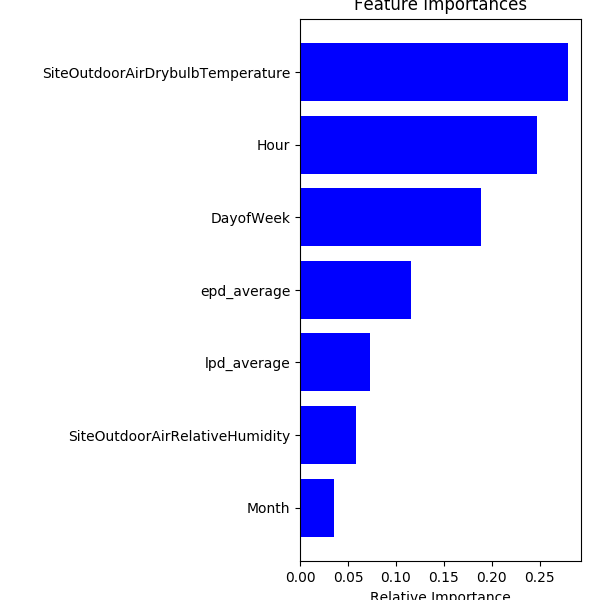 Feature Importances
SiteOutdoorAirDrybulbTemperature
Hour
DayofWeek
epd_average
lpd_average
SiteOutdoorAirRelativeHumidity
Month
0.00 0.05 0.10 0.15 0.20 0.25
Relative Importance